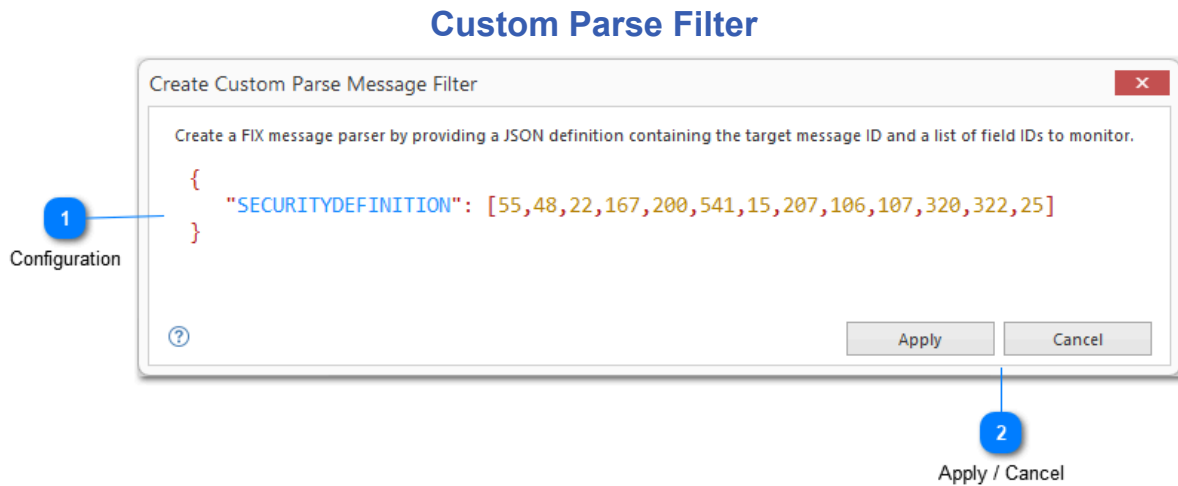 Custom Parse Filter
Create Custom Parse Message Filter
Create a FIX message parser by providing a JSON definition containing the target message ID and a list of field IDs to monitor.
{
"SECURITYDEFINITION": [55,48,22,167,200,541,15,207,106,107,320,322,25]
}
1
Configuration
?
Apply
Cancel
2
Apply / Cancel